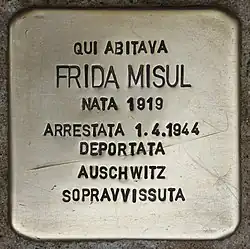 QUI ABITAVA
FRIDA MISUL
NATA 1919
ARRESTATA 1.4.1944
DEPORTATA
AUSCHWITZ
SOPRAVVISSUTA